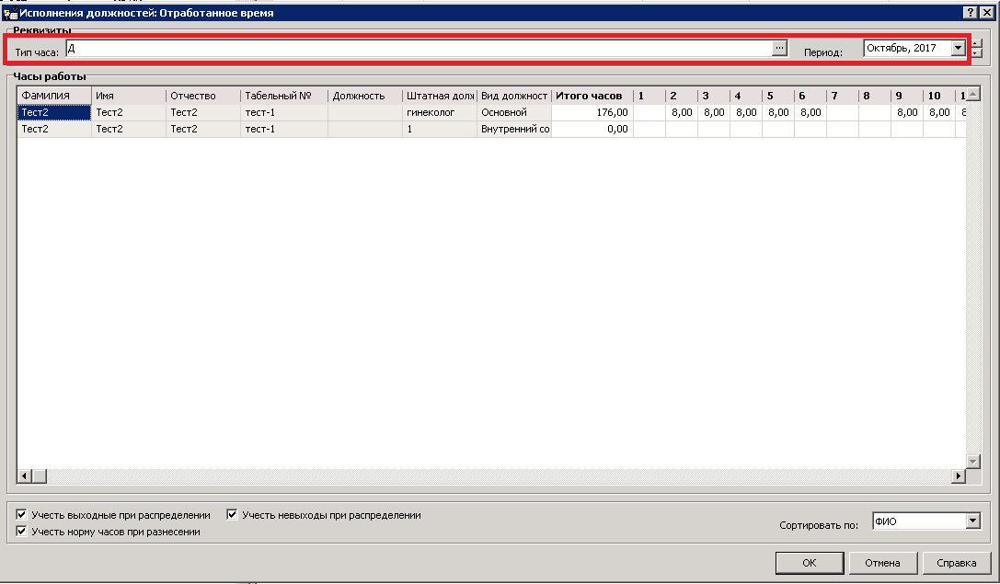 Исполнения должностей: Отработанное время
Реквизиты
Тип часа: Д ... Период: Октябрь, 2017
Часы работы
Фамилия Имя Отчество Табельный № Должность Штатная долж Вид должност Итого часов 1 2 3 4 5 6 7 8 9 10 1
Тест2 Тест2 Тест2 тест-1 гинеколог Основной 176,00 8,00 8,00 8,00 8,00 8,00 8,00 8,00 8
Тест2 Тест2 Тест2 тест-1 1 Внутренний со 0,00
Учесть выходные при распределении Учесть невыходы при распределении
Учесть норму часов при разнесении
Сортировать по: ФИО
ОК Отмена Справка